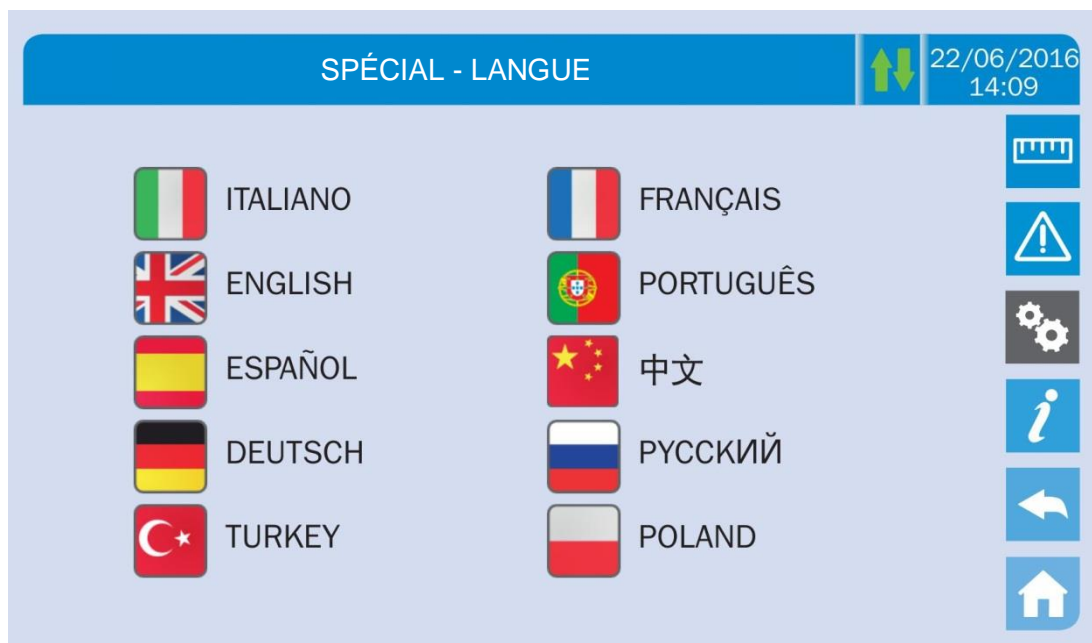 SPÉCIAL - LANGUE
22/06/2016
14:09
ITALIANO
FRANÇAIS
ENGLISH
PORTUGUÊS
ESPAÑOL
中文
DEUTSCH
РУССКИЙ
TURKEY
POLAND